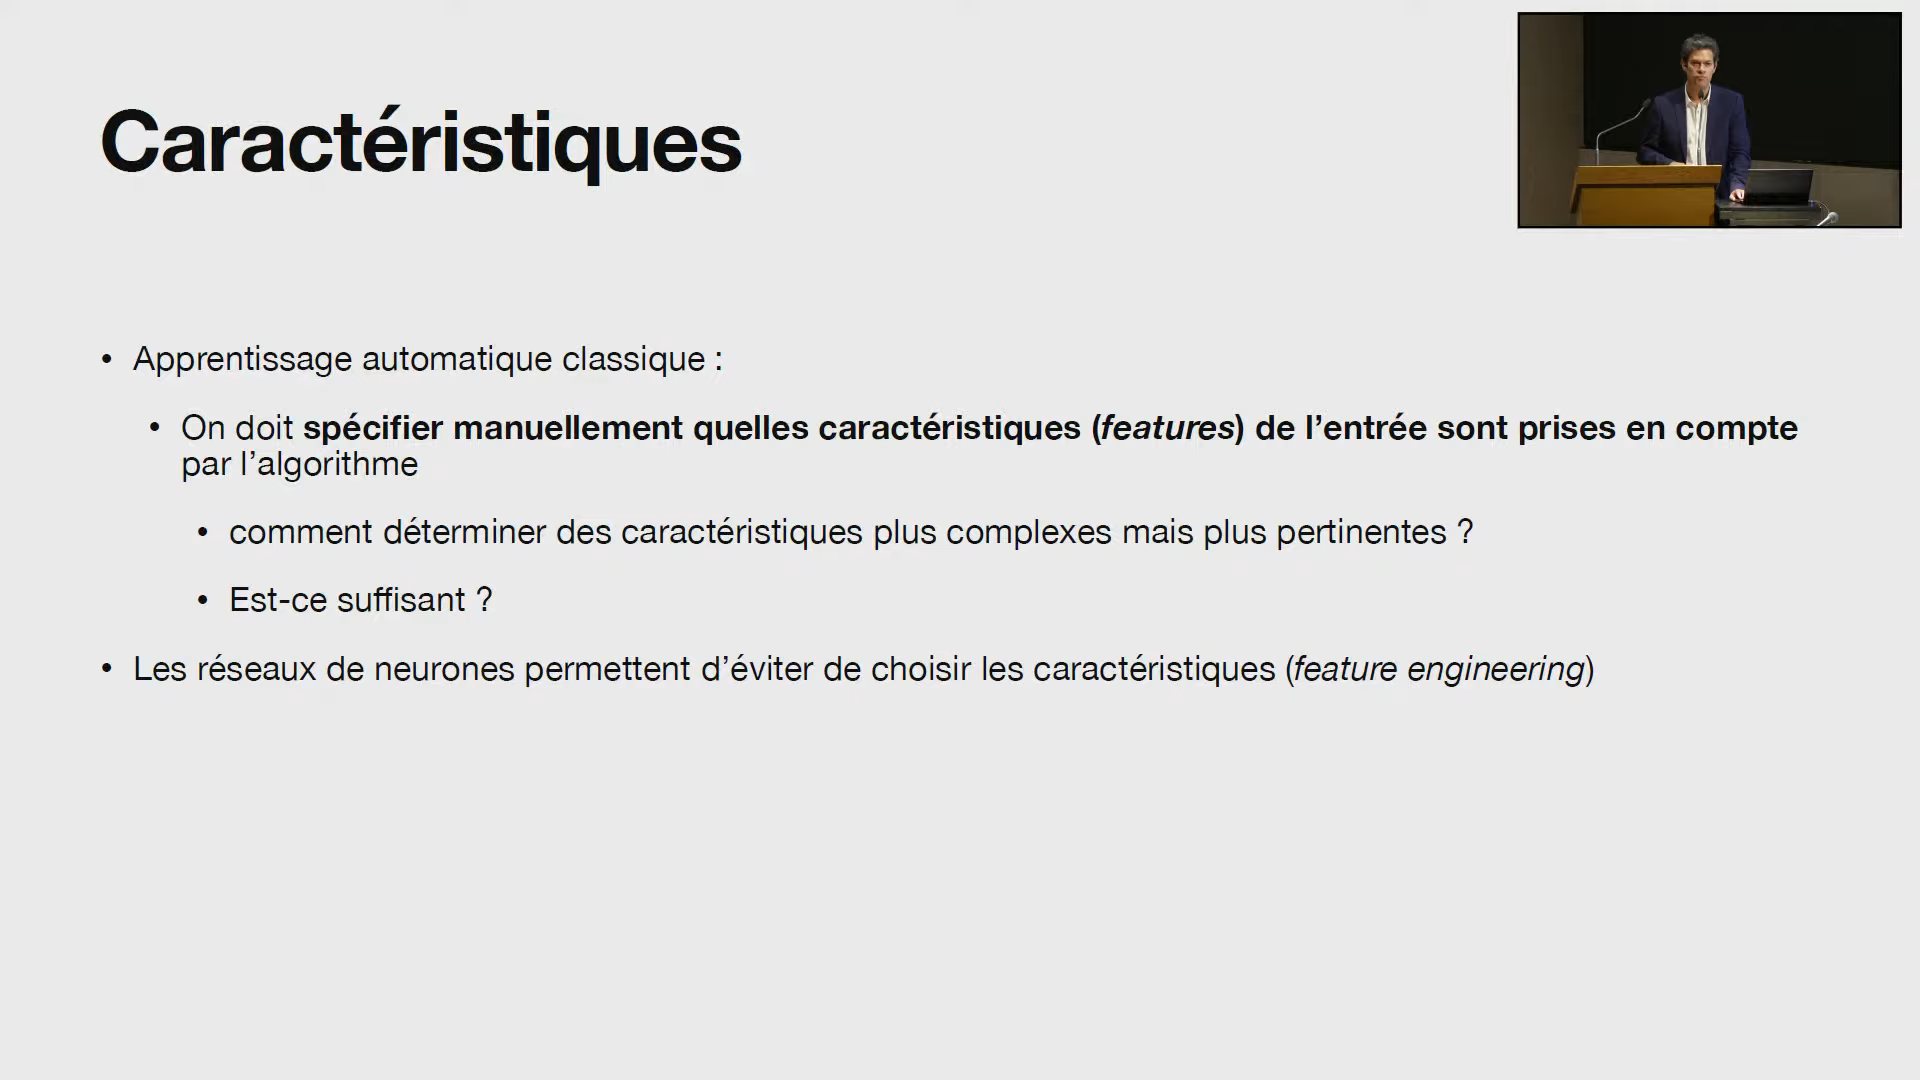 Caractéristiques
• Apprentissage automatique classique :
• On doit spécifier manuellement quelles caractéristiques (features) de l’entrée sont prises en compte
par l’algorithme
• comment déterminer des caractéristiques plus complexes mais plus pertinentes ?
• Est-ce suffisant ?
• Les réseaux de neurones permettent d’éviter de choisir les caractéristiques (feature engineering)